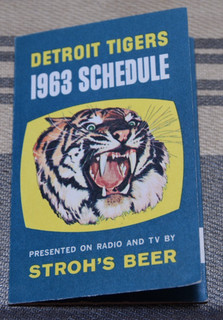 DETROIT TIGERS
1963 SCHEDULE
PRESENTED ON RADIO AND TV BY
STROH'S BEER